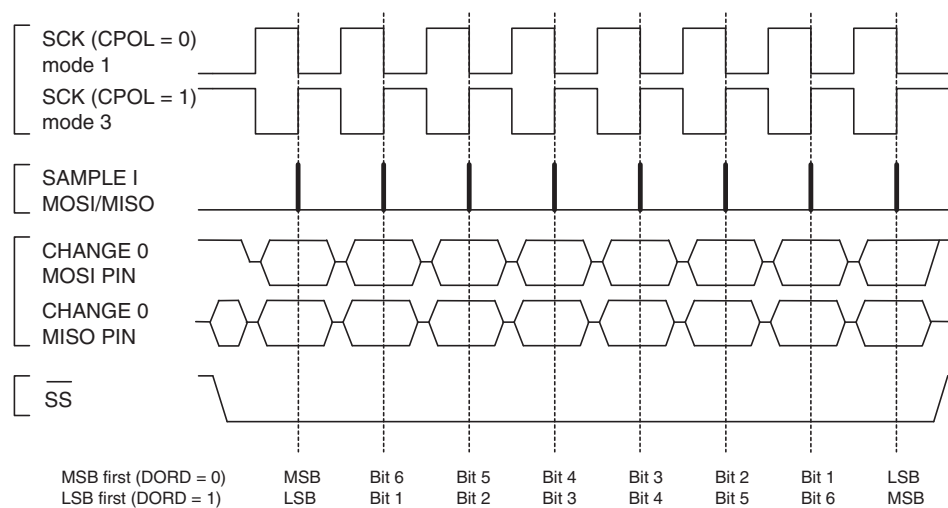 SCK (CPOL = 0)
mode 1
SCK (CPOL = 1)
mode 3
SAMPLE I
MOSI/MISO
CHANGE 0
MOSI PIN
CHANGE 0
MISO PIN
SS
MSB first (DORD = 0) MSB Bit 6 Bit 5 Bit 4 Bit 3 Bit 2 Bit 1 LSB
LSB first (DORD = 1) LSB Bit 1 Bit 2 Bit 3 Bit 4 Bit 5 Bit 6 MSB